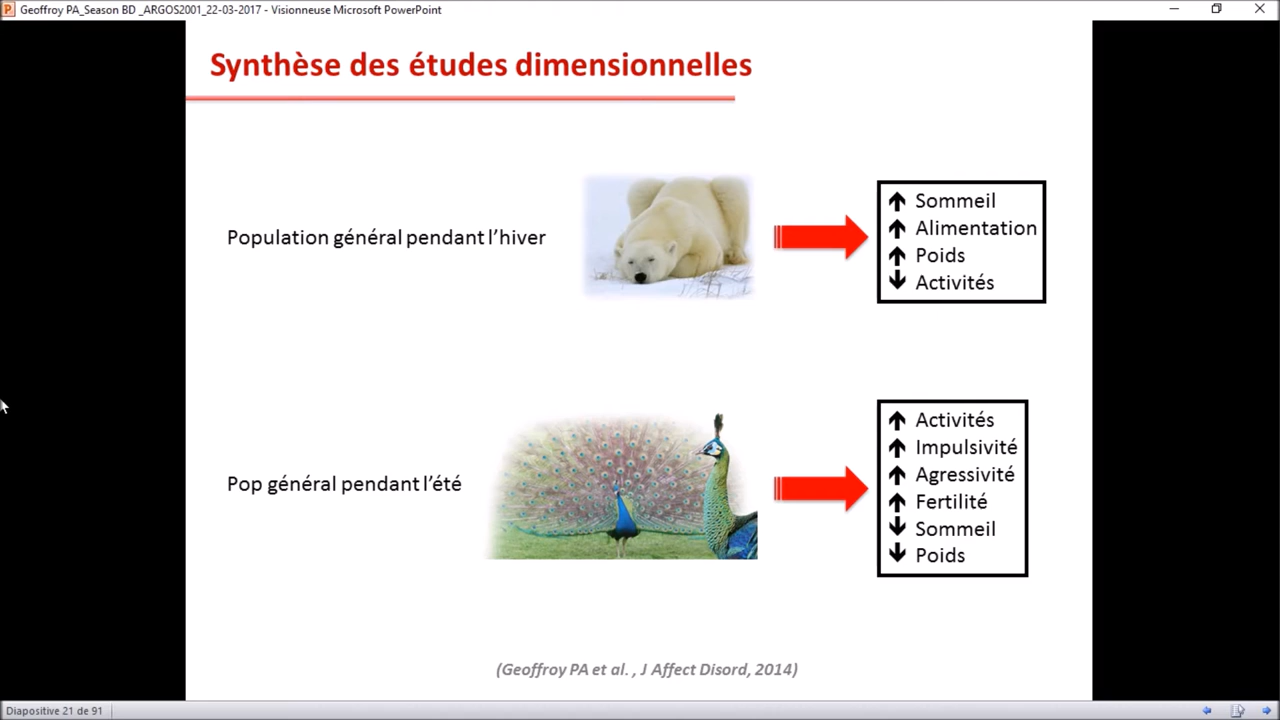 Geoffroy PA_Season BD _ARGOS2001_22-03-2017 - Visionneuse Microsoft PowerPoint
Synthèse des études dimensionnelles
Population général pendant l’hiver
↑ Sommeil
↑ Alimentation
↑ Poids
↓ Activités
Pop général pendant l’été
↑ Activités
↑ Impulsivité
↑ Agressivité
↑ Fertilité
↓ Sommeil
↓ Poids
(Geoffroy PA et al. , J Affect Disord, 2014)
Diapositive 21 de 91